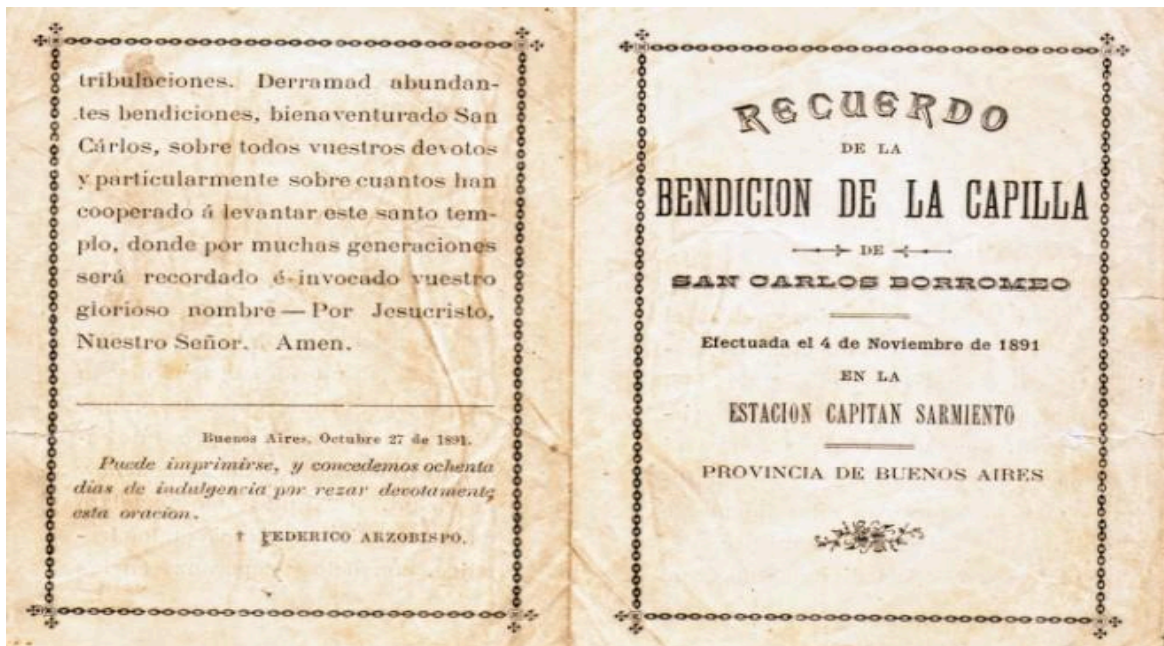 tribulaciones. Derramad abundan-
tes bendiciones, bienaventurado San
Cárlos, sobre todos vuestros devotos
y particularmente sobre cuantos han
cooperado á levantar este santo tem-
plo, donde por muchas generaciones
será recordado é invocado vuestro
glorioso nombre — Por Jesucristo,
Nuestro Señor. Amen.
Buenos Aires, Octubre 27 de 1891.
Puede imprimirse, y concedemos ochenta
dias de indulgencia por rezar devotamente
esta oracion.
† FEDERICO ARZOBISPO.
RECUERDO
DE LA
BENDICION DE LA CAPILLA
DE
SAN CARLOS BORROMEO
Efectuada el 4 de Noviembre de 1891
EN LA
ESTACION CAPITAN SARMIENTO
PROVINCIA DE BUENOS AIRES